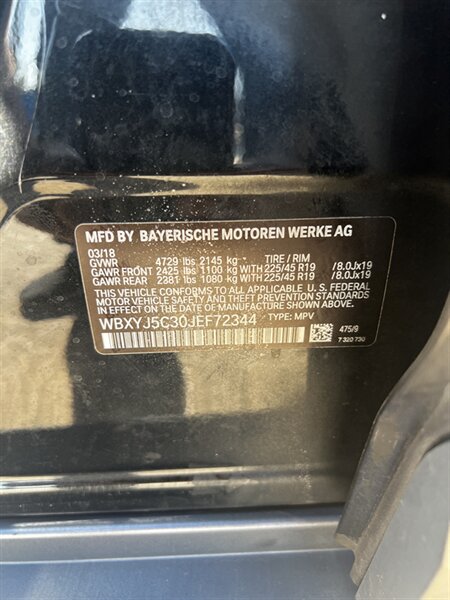 MFD BY BAYERISCHE MOTOREN WERKE AG
03/18
GVWR 4729 lbs 2145 kg TIRE / RIM
GAWR FRONT 2425 lbs 1100 kg WITH 225/45 R19 /8.0Jx19
GAWR REAR 2381 lbs 1080 kg WITH 225/45 R19 /8.0Jx19
THIS VEHICLE CONFORMS TO ALL APPLICABLE U.S. FEDERAL
MOTOR VEHICLE SAFETY AND THEFT PREVENTION STANDARDS
IN EFFECT ON THE DATE OF MANUFACTURE SHOWN ABOVE.
WBXYJ5C30JEF72344 TYPE: MPV
475/9
7 320 730